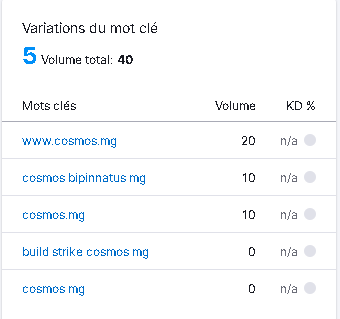 Variations du mot clé
5 Volume total: 40
Mots clés Volume KD %
www.cosmos.mg 20 n/a
cosmos bipinnatus mg 10 n/a
cosmos.mg 10 n/a
build strike cosmos mg 0 n/a
cosmos mg 0 n/a